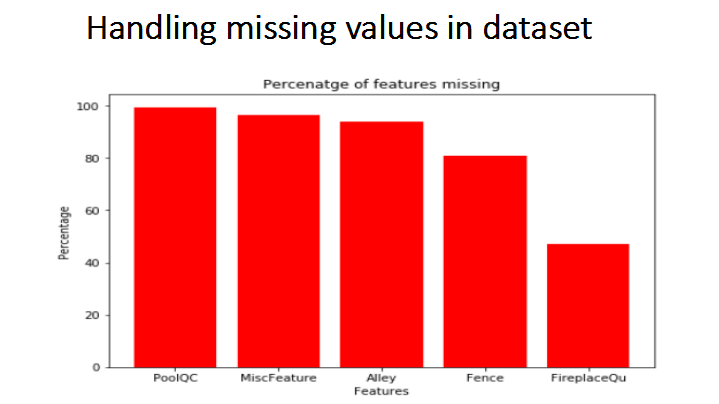 Handling missing values in dataset
Percenatge of features missing
100
80
60
40
20
0
Percentage
PoolQC MiscFeature Alley Fence FireplaceQu
Features